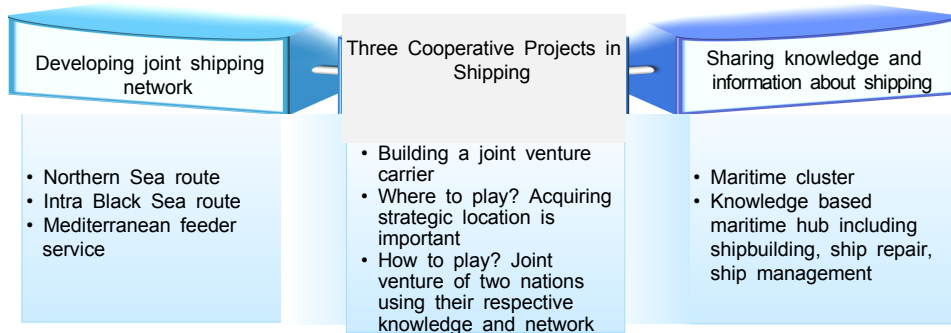 Developing joint shipping
network
• Northern Sea route
• Intra Black Sea route
• Mediterranean feeder
service
Three Cooperative Projects in
Shipping
• Building a joint venture
carrier
• Where to play? Acquiring
strategic location is
important
• How to play? Joint
venture of two nations
using their respective
knowledge and network
Sharing knowledge and
information about shipping
• Maritime cluster
• Knowledge based
maritime hub including
shipbuilding, ship repair,
ship management